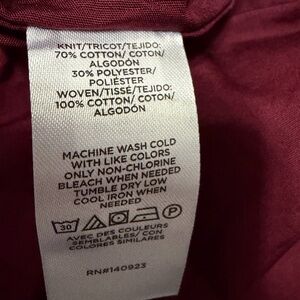 KNIT/TRICOT/TEJIDO:
70% COTTON/ COTON/
ALGODÓN
30% POLYESTER/
POLIÉSTER
WOVEN/TISSÉ/TEJIDO:
100% COTTON/ COTON/
ALGODÓN
MACHINE WASH COLD
WITH LIKE COLORS
ONLY NON-CHLORINE
BLEACH WHEN NEEDED
TUMBLE DRY LOW
COOL IRON WHEN
NEEDED
30 P
AVEC DES COULEURS
SEMBLABLES/ CON
COLORES SIMILARES
RN#140923